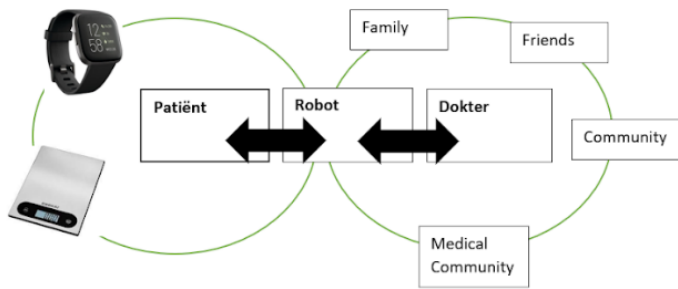 Family
Friends
12
58
Patiënt
Robot
Dokter
Community
Medical
Community